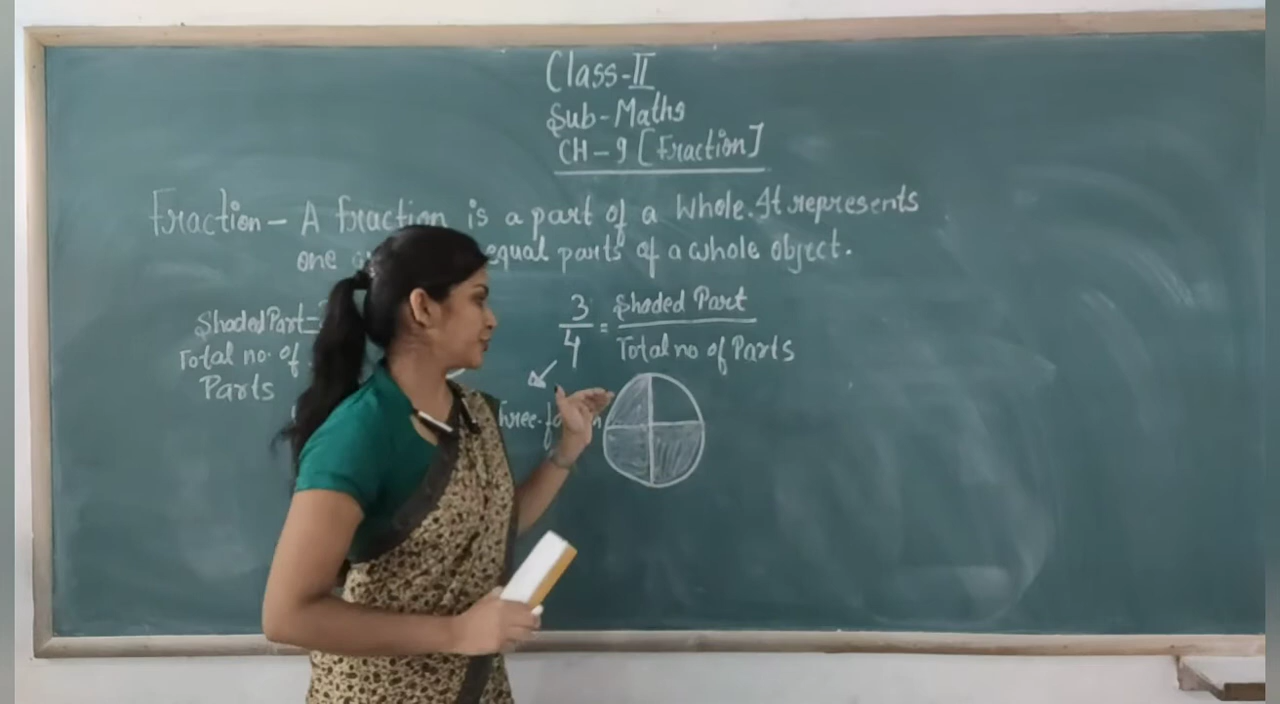 Class-II
Sub-Maths
CH-9 [Fraction]
Fraction - A fraction is a part of a whole. It represents
one equal parts of a whole object.
Shaded Part -
Total no. of
Parts
3/4 = Shaded Part / Total no of Parts